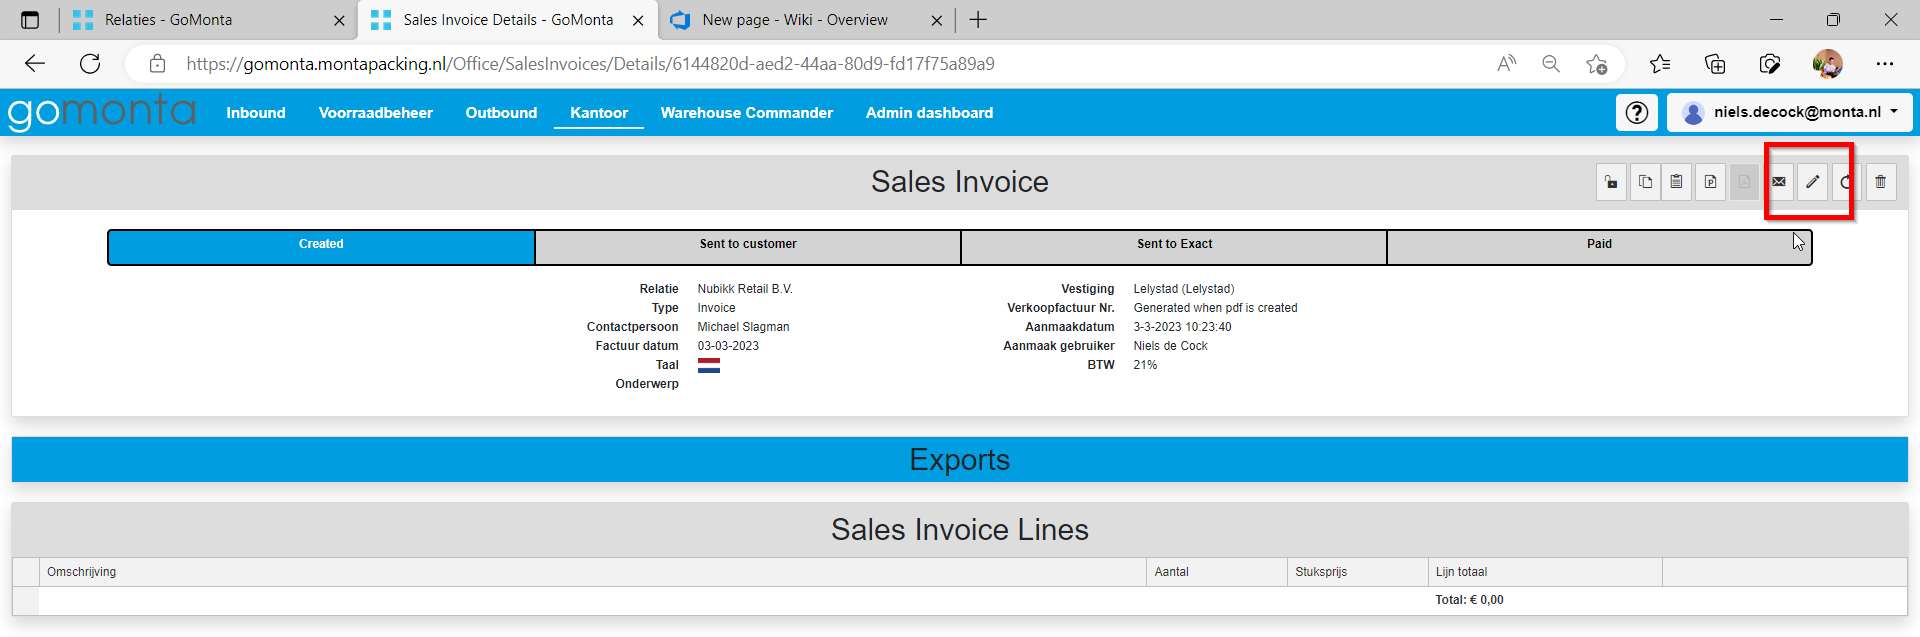 Relaties - GoMonta
Sales Invoice Details - GoMonta
New page - Wiki - Overview
https://gomonta.montapacking.nl/Office/SalesInvoices/Details/6144820d-aed2-44aa-80d9-fd17f75a89a9
gomonta
Inbound
Voorraadbeheer
Outbound
Kantoor
Warehouse Commander
Admin dashboard
niels.decock@monta.nl
Sales Invoice
Created
Sent to customer
Sent to Exact
Paid
Relatie Nubikk Retail B.V.
Type Invoice
Contactpersoon Michael Slagman
Factuur datum 03-03-2023
Taal
Onderwerp
Vestiging Lelystad (Lelystad)
Verkoopfactuur Nr. Generated when pdf is created
Aanmaakdatum 3-3-2023 10:23:40
Aanmaak gebruiker Niels de Cock
BTW 21%
Exports
Sales Invoice Lines
Omschrijving Aantal Stuksprijs Lijn totaal
Total: € 0,00